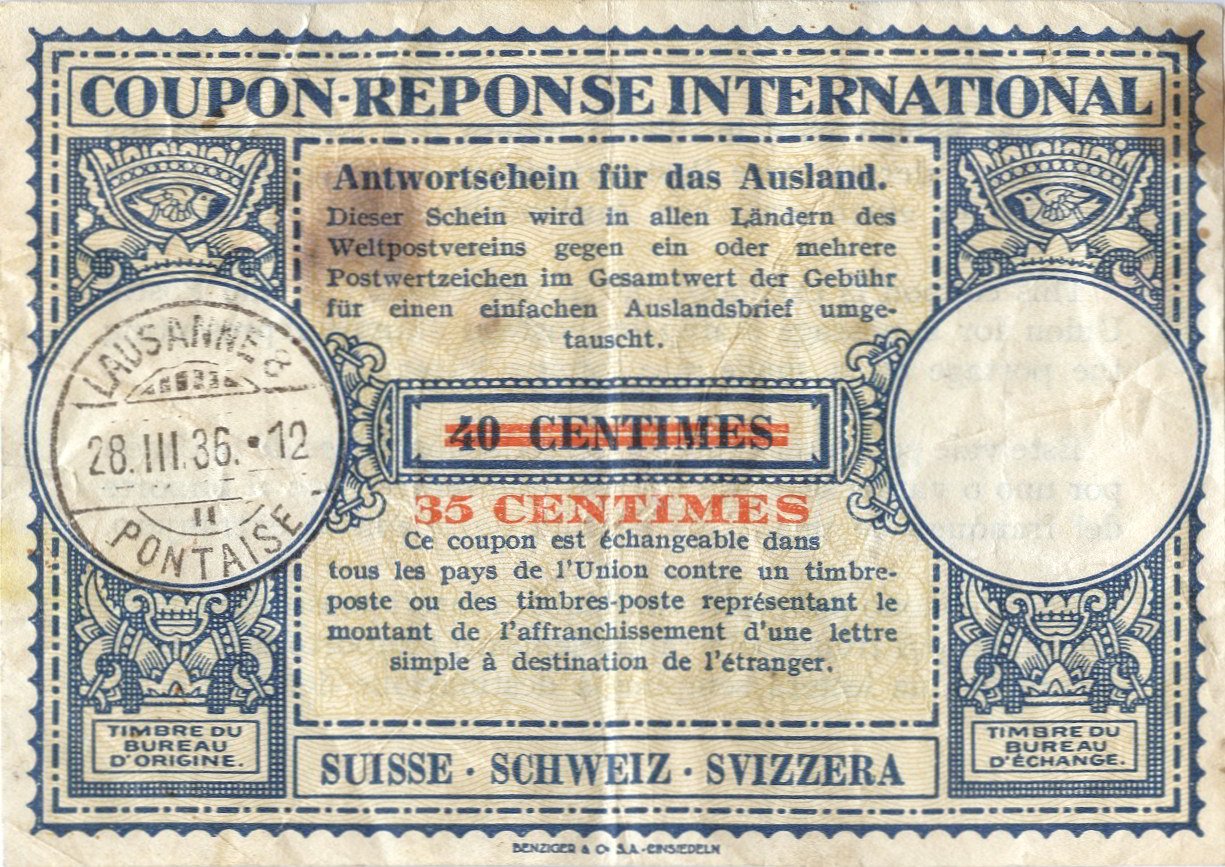 COUPON-REPONSE INTERNATIONAL
Antwortschein für das Ausland.
Dieser Schein wird in allen Ländern des
Weltpostvereins gegen ein oder mehrere
Postwertzeichen im Gesamtwert der Gebühr
für einen einfachen Auslandsbrief umge-
tauscht.
LAUSANNE 8
28.III.36.•12
PONTAISE
40 CENTIMES
35 CENTIMES
Ce coupon est échangeable dans
tous les pays de l'Union contre un timbre-
poste ou des timbres-poste représentant le
montant de l'affranchissement d'une lettre
simple à destination de l'étranger.
TIMBRE DU
BUREAU
D'ORIGINE.
TIMBRE DU
BUREAU
D'ÉCHANGE.
SUISSE · SCHWEIZ · SVIZZERA
BENZIGER & Co S.A.-EINSIEDELN